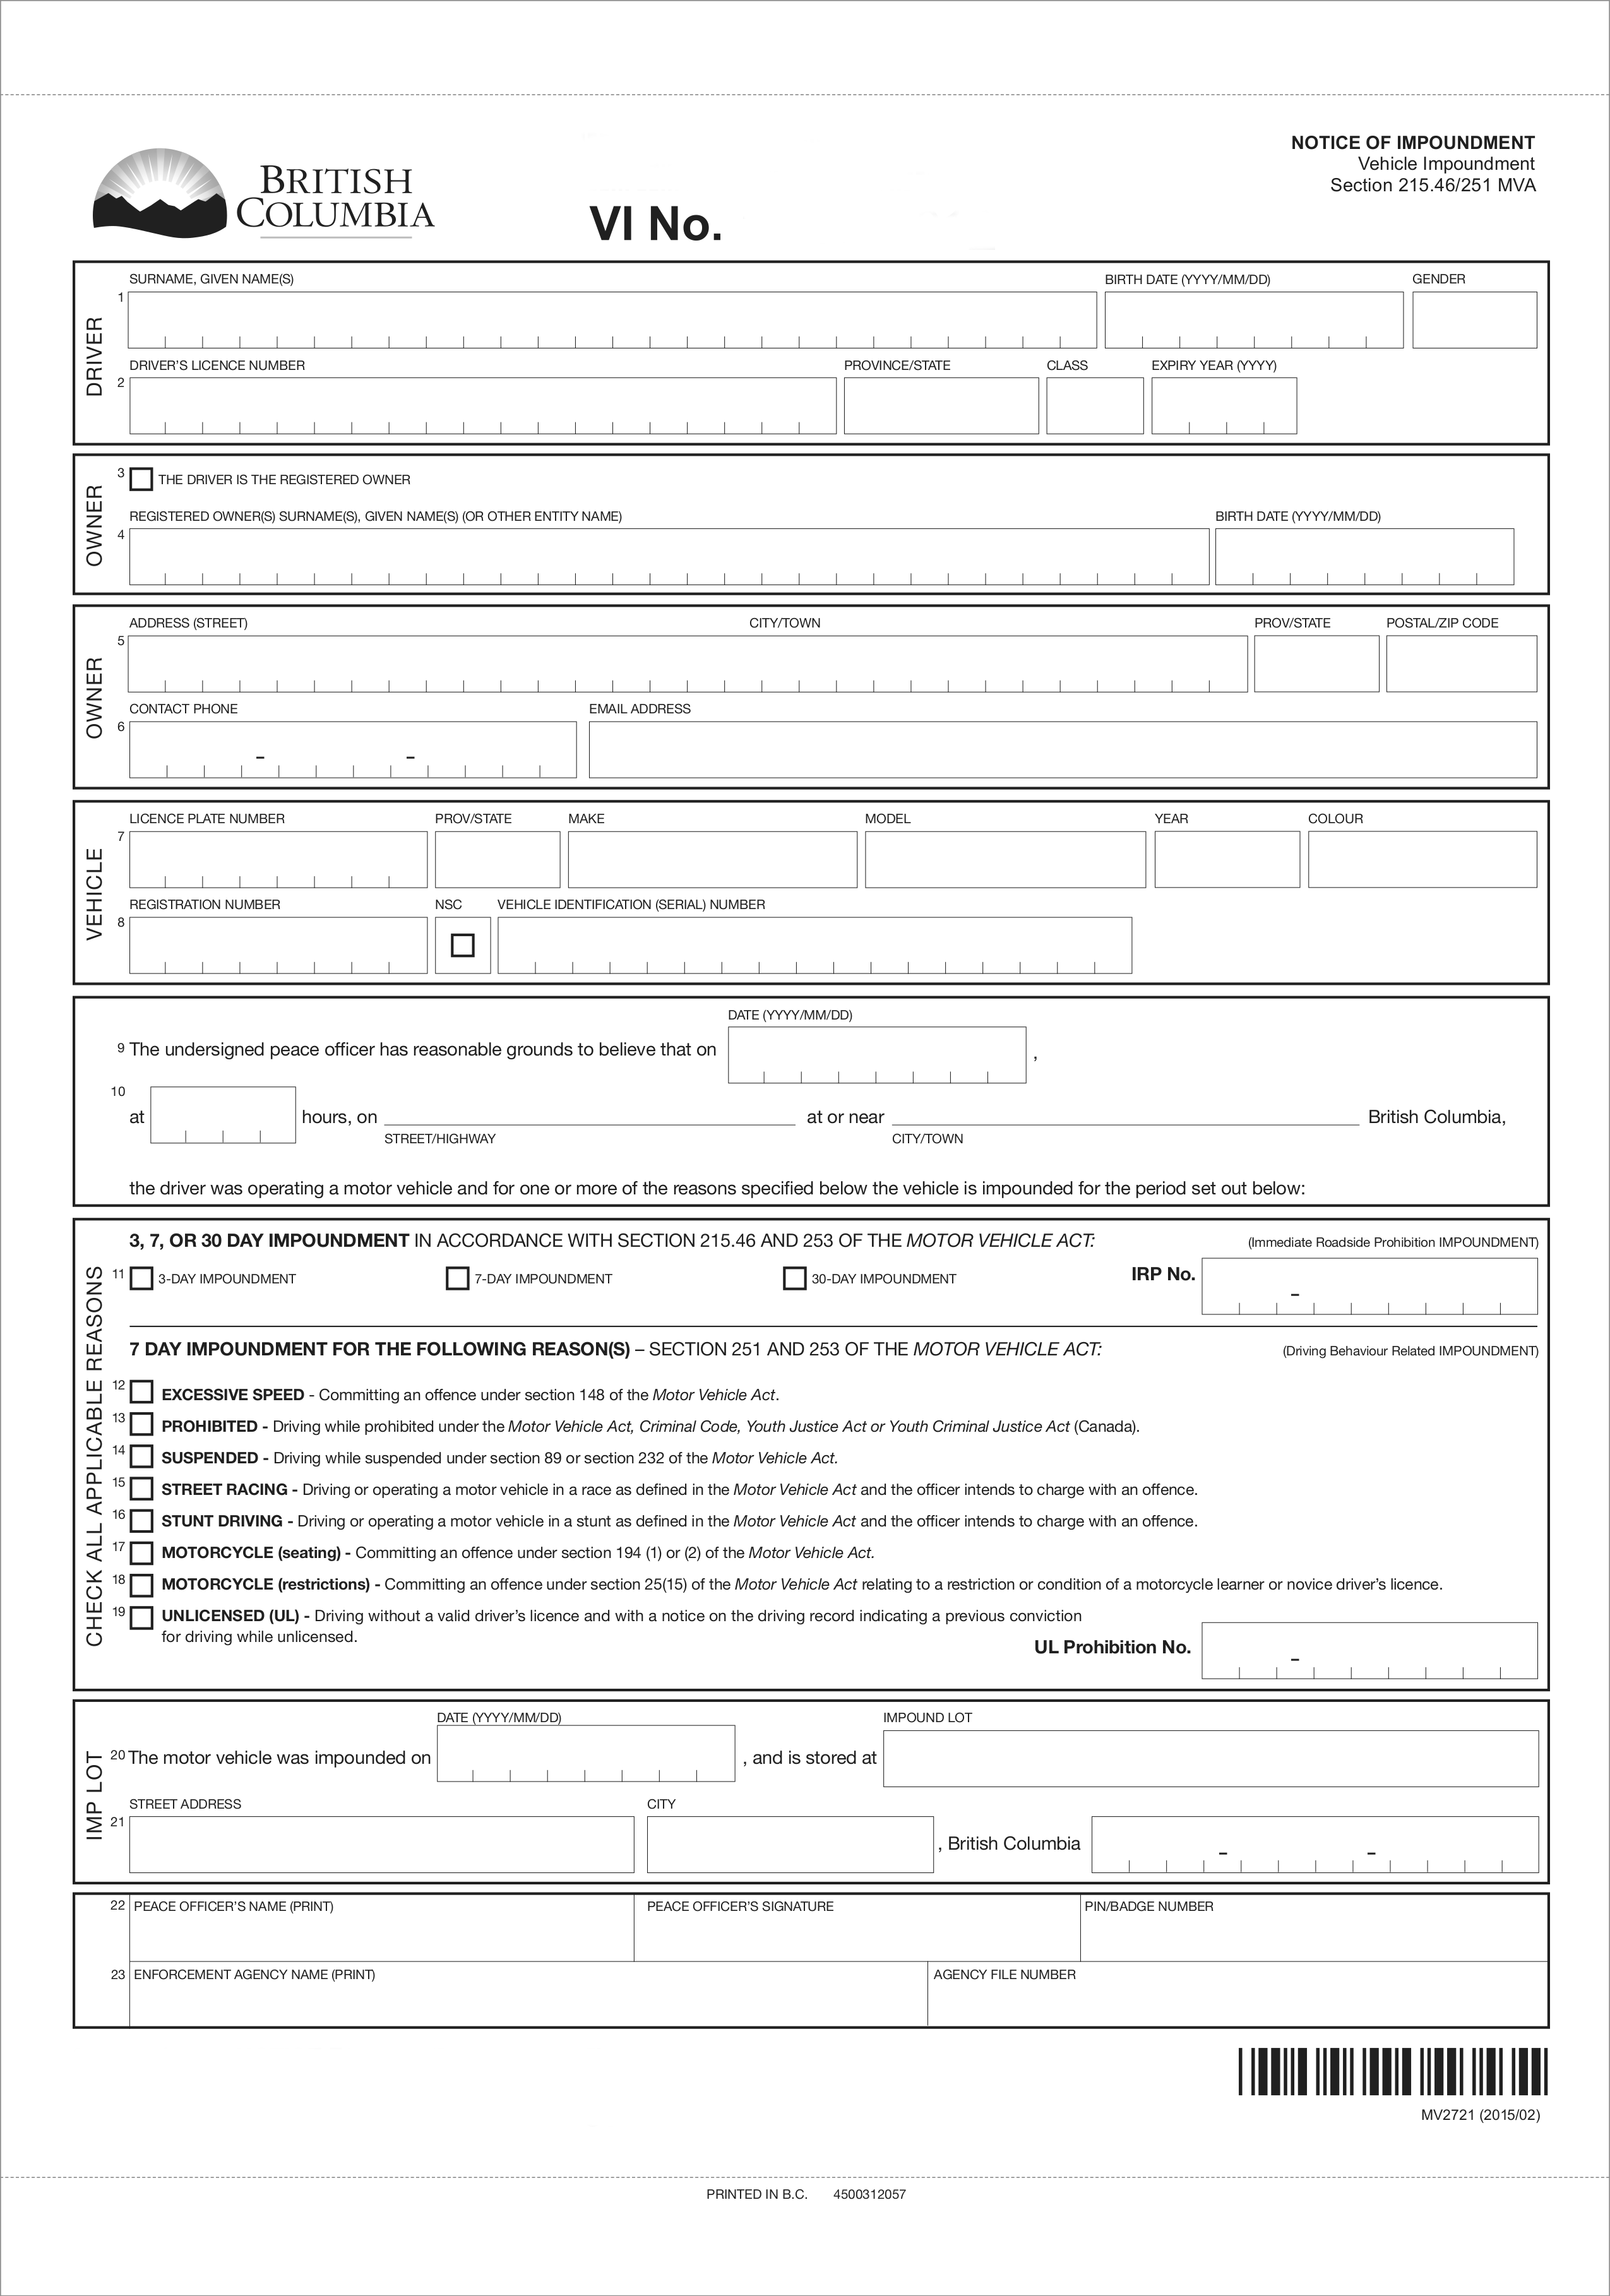 BRITISH
COLUMBIA
VI No.
NOTICE OF IMPOUNDMENT
Vehicle Impoundment
Section 215.46/251 MVA
DRIVER
SURNAME, GIVEN NAME(S) BIRTH DATE (YYYY/MM/DD) GENDER
1
DRIVER'S LICENCE NUMBER PROVINCE/STATE CLASS EXPIRY YEAR (YYYY)
2
OWNER
3 THE DRIVER IS THE REGISTERED OWNER
REGISTERED OWNER(S) SURNAME(S), GIVEN NAME(S) (OR OTHER ENTITY NAME) BIRTH DATE (YYYY/MM/DD)
4
OWNER
ADDRESS (STREET) CITY/TOWN PROV/STATE POSTAL/ZIP CODE
5
CONTACT PHONE EMAIL ADDRESS
6 – –
VEHICLE
LICENCE PLATE NUMBER PROV/STATE MAKE MODEL YEAR COLOUR
7
REGISTRATION NUMBER NSC VEHICLE IDENTIFICATION (SERIAL) NUMBER
8
DATE (YYYY/MM/DD)
9 The undersigned peace officer has reasonable grounds to believe that on ,
10
at hours, on at or near British Columbia,
STREET/HIGHWAY CITY/TOWN
the driver was operating a motor vehicle and for one or more of the reasons specified below the vehicle is impounded for the period set out below:
CHECK ALL APPLICABLE REASONS
3, 7, OR 30 DAY IMPOUNDMENT IN ACCORDANCE WITH SECTION 215.46 AND 253 OF THE MOTOR VEHICLE ACT: (Immediate Roadside Prohibition IMPOUNDMENT)
11 3-DAY IMPOUNDMENT 7-DAY IMPOUNDMENT 30-DAY IMPOUNDMENT IRP No. –
7 DAY IMPOUNDMENT FOR THE FOLLOWING REASON(S) – SECTION 251 AND 253 OF THE MOTOR VEHICLE ACT: (Driving Behaviour Related IMPOUNDMENT)
12 EXCESSIVE SPEED - Committing an offence under section 148 of the Motor Vehicle Act.
13 PROHIBITED - Driving while prohibited under the Motor Vehicle Act, Criminal Code, Youth Justice Act or Youth Criminal Justice Act (Canada).
14 SUSPENDED - Driving while suspended under section 89 or section 232 of the Motor Vehicle Act.
15 STREET RACING - Driving or operating a motor vehicle in a race as defined in the Motor Vehicle Act and the officer intends to charge with an offence.
16 STUNT DRIVING - Driving or operating a motor vehicle in a stunt as defined in the Motor Vehicle Act and the officer intends to charge with an offence.
17 MOTORCYCLE (seating) - Committing an offence under section 194 (1) or (2) of the Motor Vehicle Act.
18 MOTORCYCLE (restrictions) - Committing an offence under section 25(15) of the Motor Vehicle Act relating to a restriction or condition of a motorcycle learner or novice driver's licence.
19 UNLICENSED (UL) - Driving without a valid driver's licence and with a notice on the driving record indicating a previous conviction
for driving while unlicensed.
UL Prohibition No. –
IMP LOT
DATE (YYYY/MM/DD) IMPOUND LOT
20 The motor vehicle was impounded on , and is stored at
STREET ADDRESS CITY
21 , British Columbia – –
22 PEACE OFFICER'S NAME (PRINT) PEACE OFFICER'S SIGNATURE PIN/BADGE NUMBER
23 ENFORCEMENT AGENCY NAME (PRINT) AGENCY FILE NUMBER
MV2721 (2015/02)
PRINTED IN B.C. 4500312057